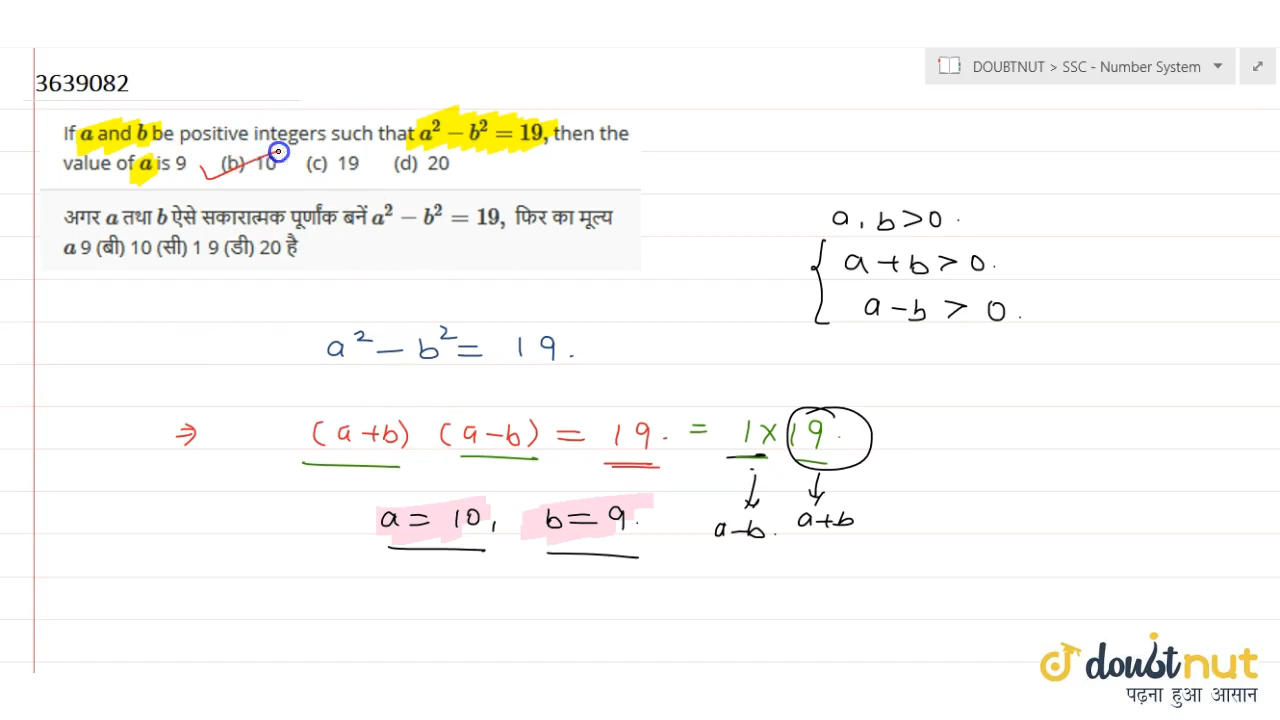 DOUBTNUT > SSC - Number System
3639082
If a and b be positive integers such that a² − b² = 19, then the
value of a is 9 (b) 10 (c) 19 (d) 20
अगर a तथा b ऐसे सकारात्मक पूर्णांक बनें a² − b² = 19, फिर का मूल्य
a 9 (बी) 10 (सी) 1 9 (डी) 20 है
a, b > 0.
a + b > 0.
a − b > 0.
a² − b² = 19.
⇒ (a+b) (a−b) = 19. = 1×19.
a = 10, b = 9.
a−b. a+b
doubtnut
पढ़ना हुआ आसान